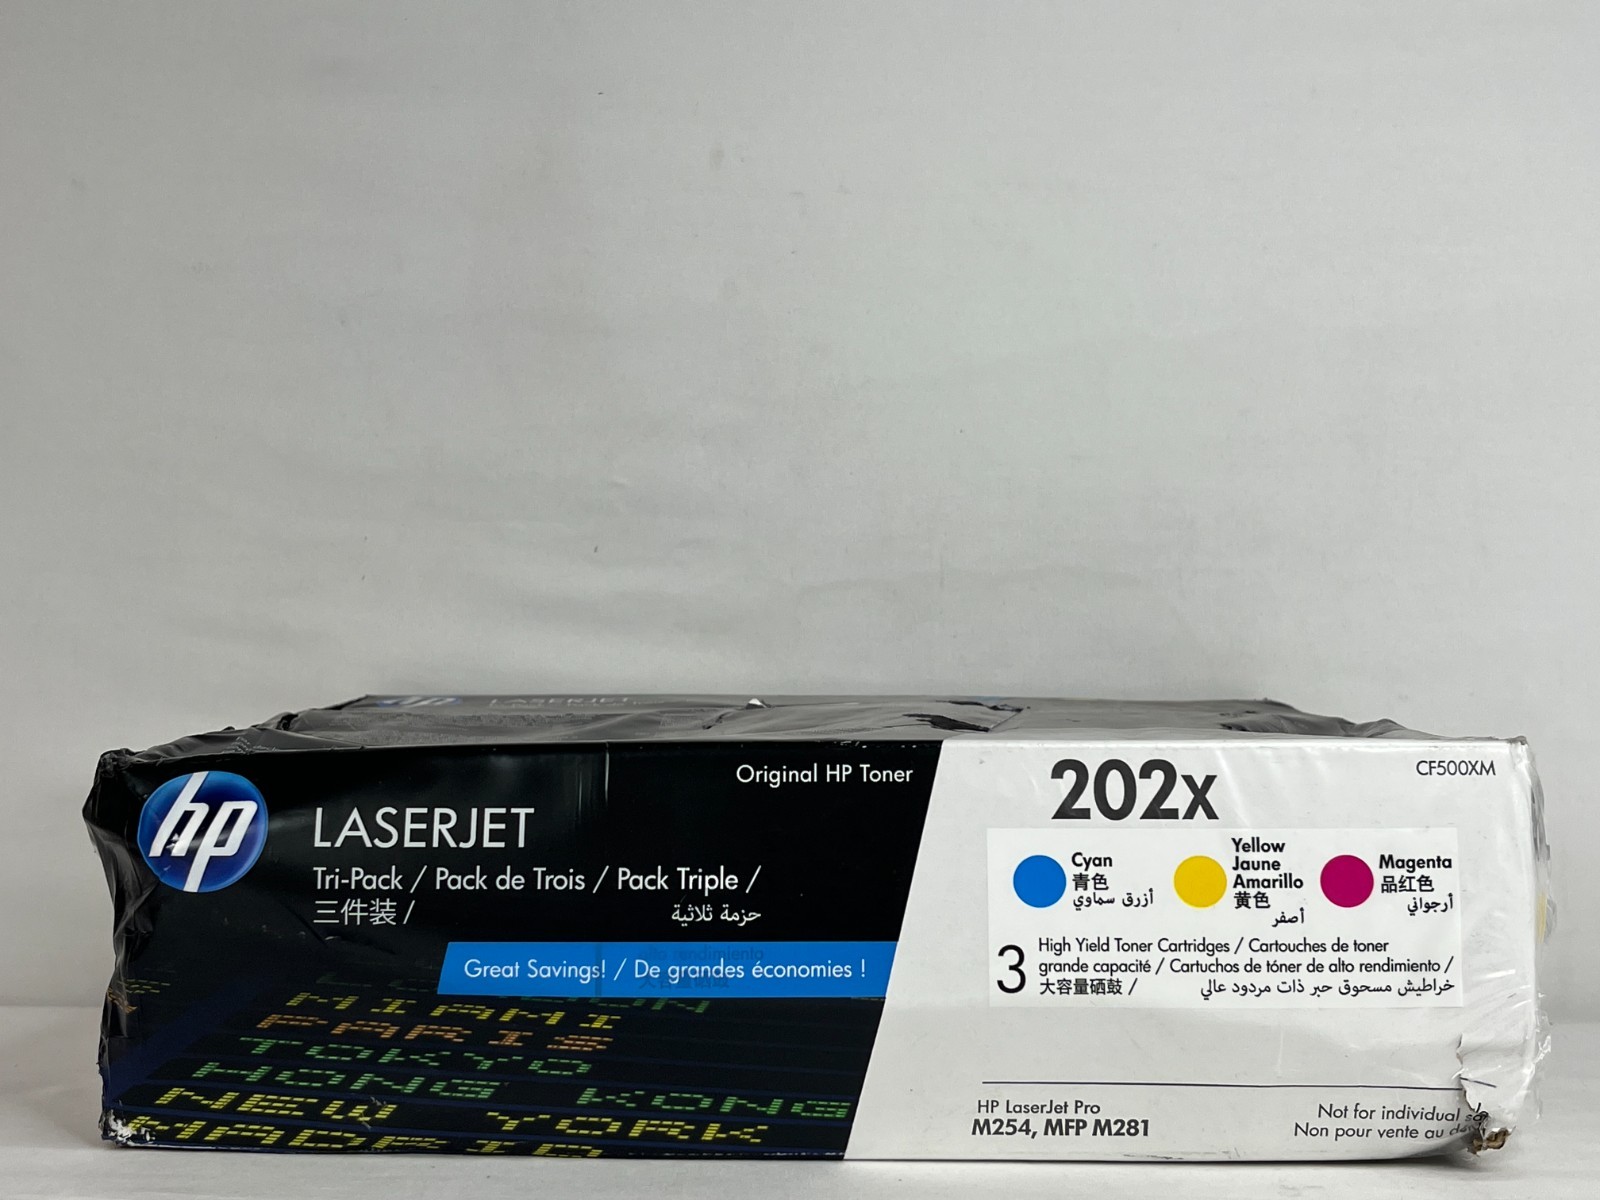 hp LASERJET
Original HP Toner
hp
LASERJET
Tri-Pack / Pack de Trois / Pack Triple /
三件装 / حزمة ثلاثية
Great Savings! / De grandes économies !
MIAMI
PARIS
TOKYO
HONG KONG
NEW YORK
MADRID
202x
CF500XM
Cyan
青色
أزرق سماوي
Yellow
Jaune
Amarillo
黄色
أصفر
Magenta
品红色
أرجواني
3 High Yield Toner Cartridges / Cartouches de toner
grande capacité / Cartuchos de tóner de alto rendimiento /
大容量硒鼓 / خراطيش مسحوق حبر ذات مردود عالي
HP LaserJet Pro
M254, MFP M281
Not for individual
Non pour vente au